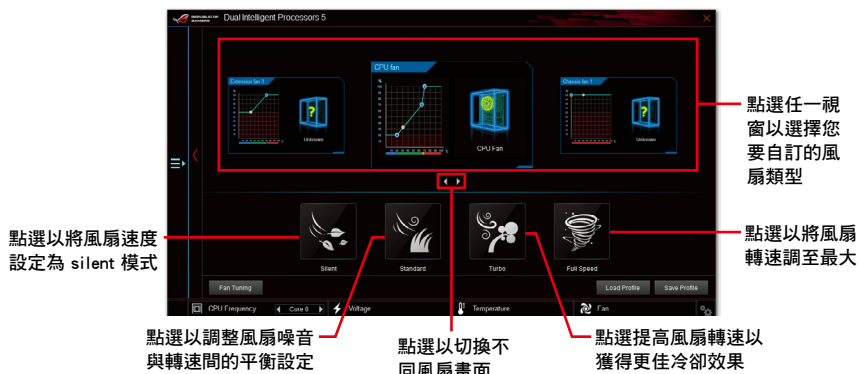 REPUBLIC OF GAMERS Dual Intelligent Processors 5
Extension fan 3
Unknown
CPU fan
%
CPU Fan
Chassis fan 1
Unknown
點選任一視
窗以選擇您
要自訂的風
扇類型
點選以將風扇速度
設定為 silent 模式
Silent
Standard
Turbo
Full Speed
點選以將風扇
轉速調至最大
Fan Tuning
Load Profile
Save Profile
CPU Frequency
Core 0
Voltage
Temperature
Fan
點選以調整風扇噪音
與轉速間的平衡設定
點選以切換不
同風扇畫面
點選提高風扇轉速以
獲得更佳冷卻效果